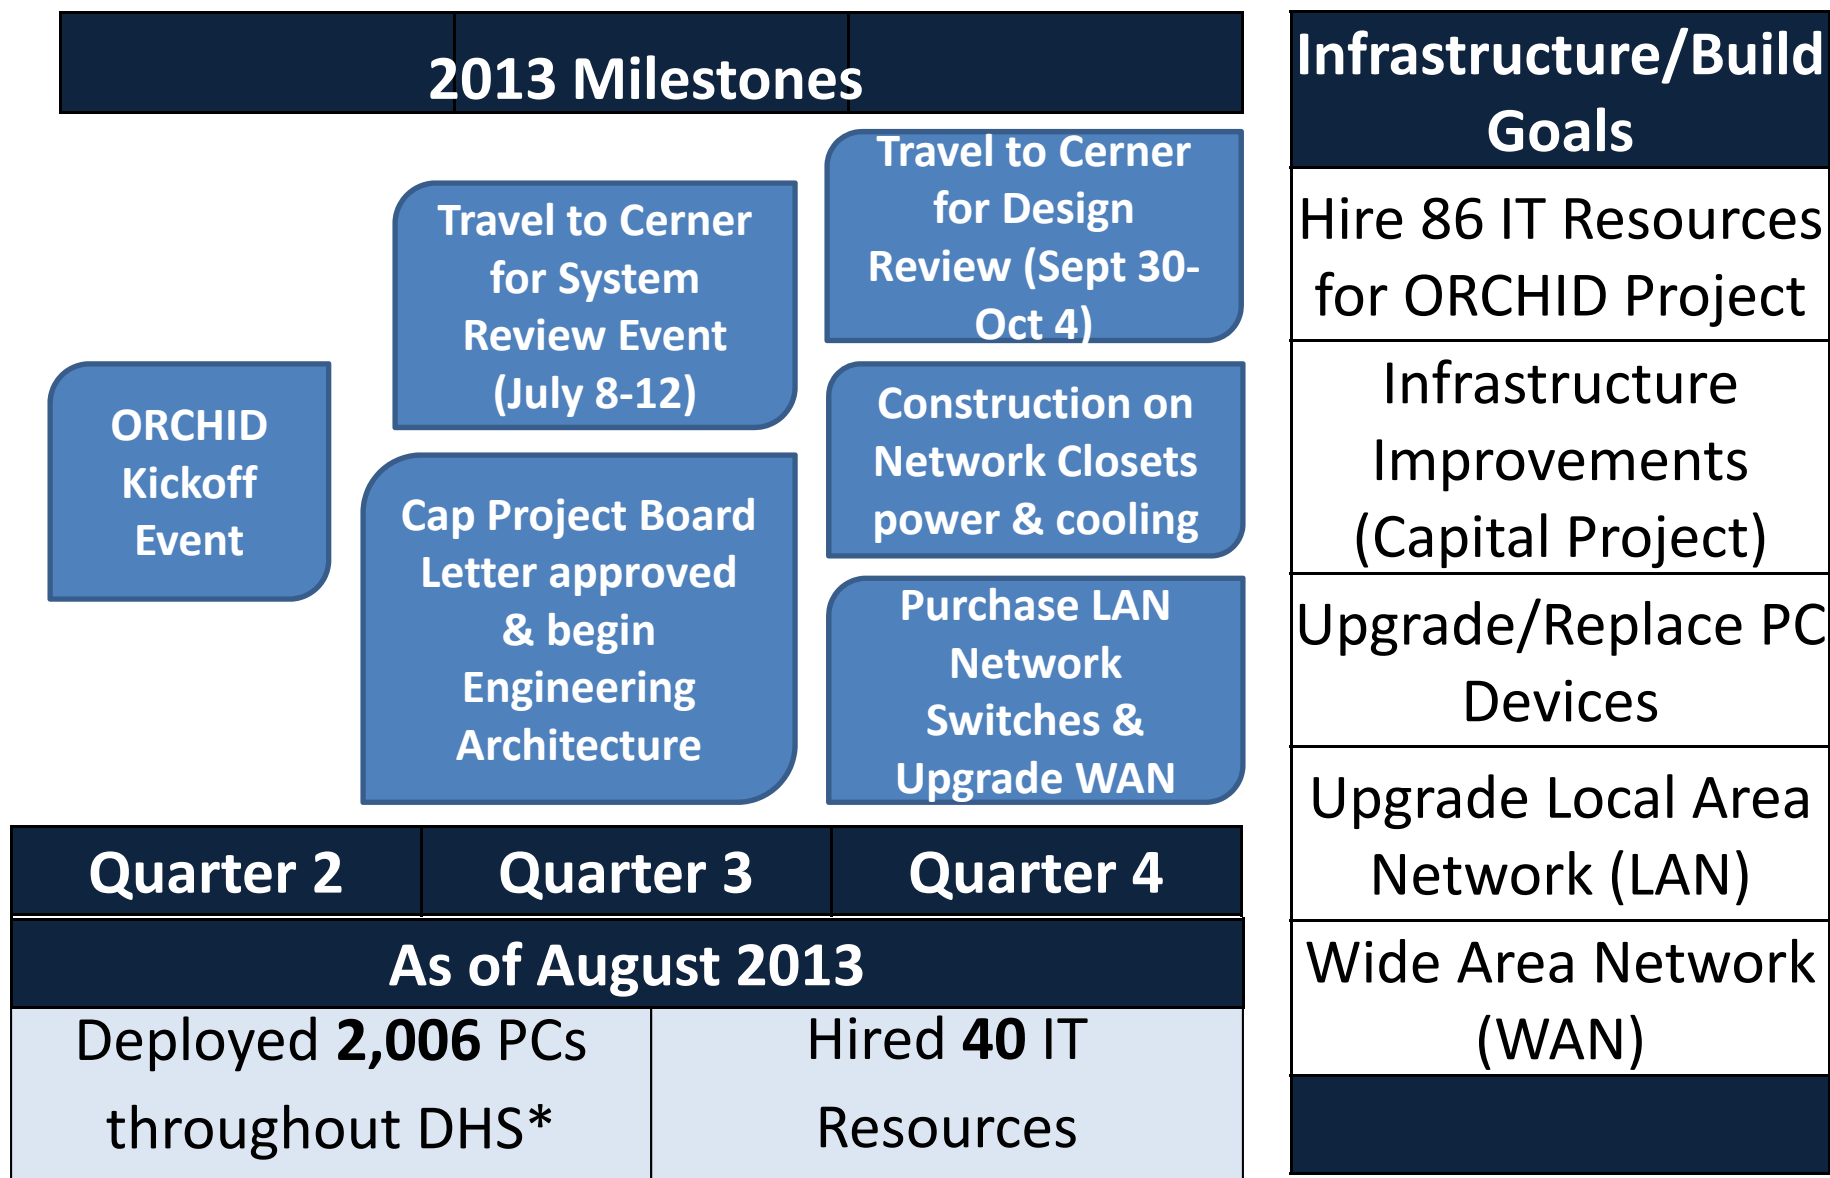 2013 Milestones
ORCHID
Kickoff
Event
Travel to Cerner
for System
Review Event
(July 8-12)
Cap Project Board
Letter approved
& begin
Engineering
Architecture
Travel to Cerner
for Design
Review (Sept 30-
Oct 4)
Construction on
Network Closets
power & cooling
Purchase LAN
Network
Switches &
Upgrade WAN
Quarter 2
Quarter 3
Quarter 4
As of August 2013
Deployed 2,006 PCs
throughout DHS*
Hired 40 IT
Resources
Infrastructure/Build
Goals
Hire 86 IT Resources
for ORCHID Project
Infrastructure
Improvements
(Capital Project)
Upgrade/Replace PC
Devices
Upgrade Local Area
Network (LAN)
Wide Area Network
(WAN)